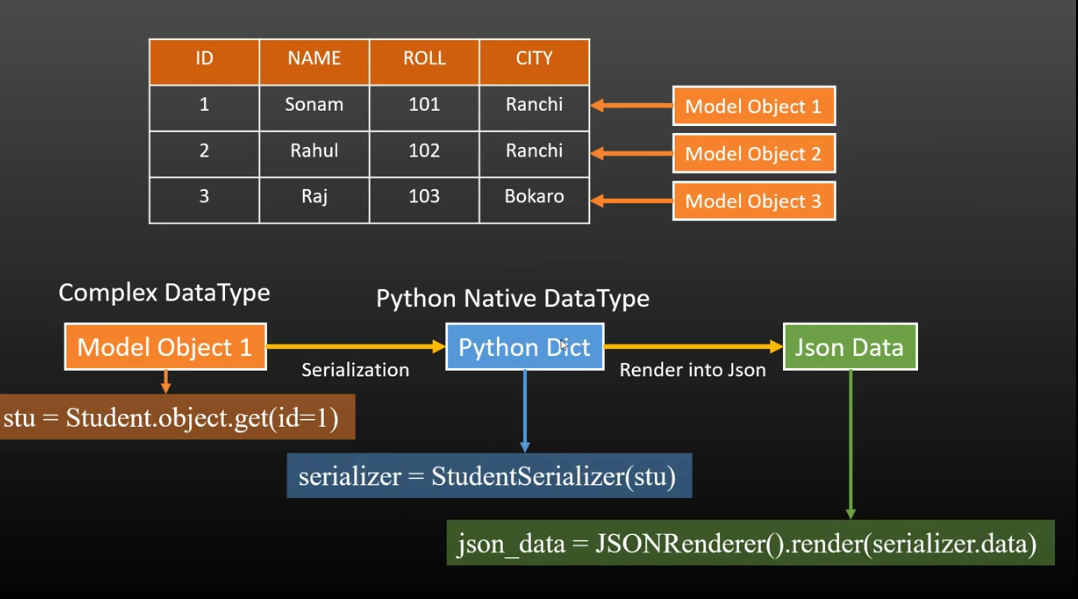 ID NAME ROLL CITY
1 Sonam 101 Ranchi
Model Object 1
2 Rahul 102 Ranchi
Model Object 2
3 Raj 103 Bokaro
Model Object 3
Complex DataType
Python Native DataType
Model Object 1
Serialization
Python Dict
Render into Json
Json Data
stu = Student.object.get(id=1)
serializer = StudentSerializer(stu)
json_data = JSONRenderer().render(serializer.data)